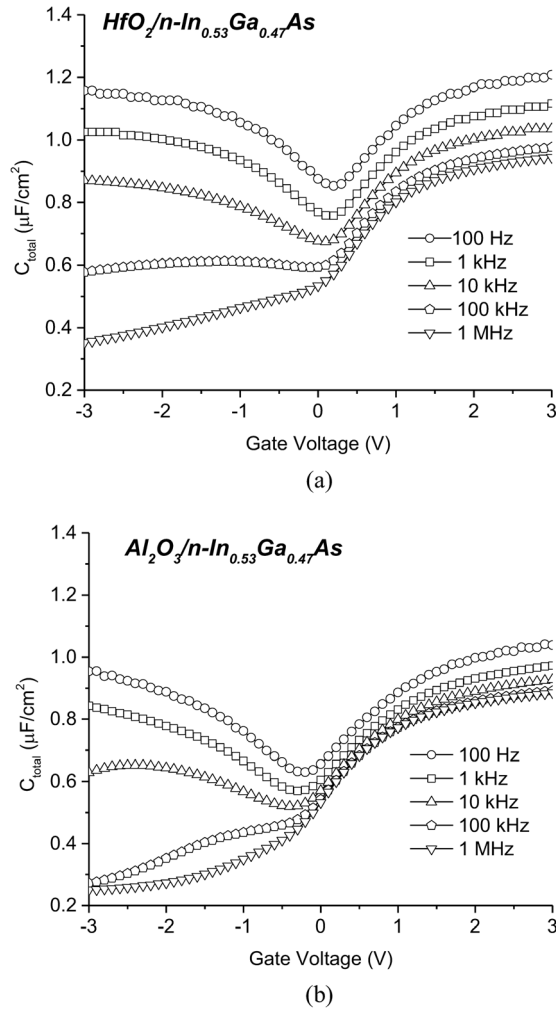 HfO₂/n-In₀.₅₃Ga₀.₄₇As
1.4
1.2
1.0
0.8
0.6
0.4
0.2
C_total (μF/cm²)
100 Hz
1 kHz
10 kHz
100 kHz
1 MHz
-3 -2 -1 0 1 2 3
Gate Voltage (V)
(a)
Al₂O₃/n-In₀.₅₃Ga₀.₄₇As
1.4
1.2
1.0
0.8
0.6
0.4
0.2
C_total (μF/cm²)
100 Hz
1 kHz
10 kHz
100 kHz
1 MHz
-3 -2 -1 0 1 2 3
Gate Voltage (V)
(b)